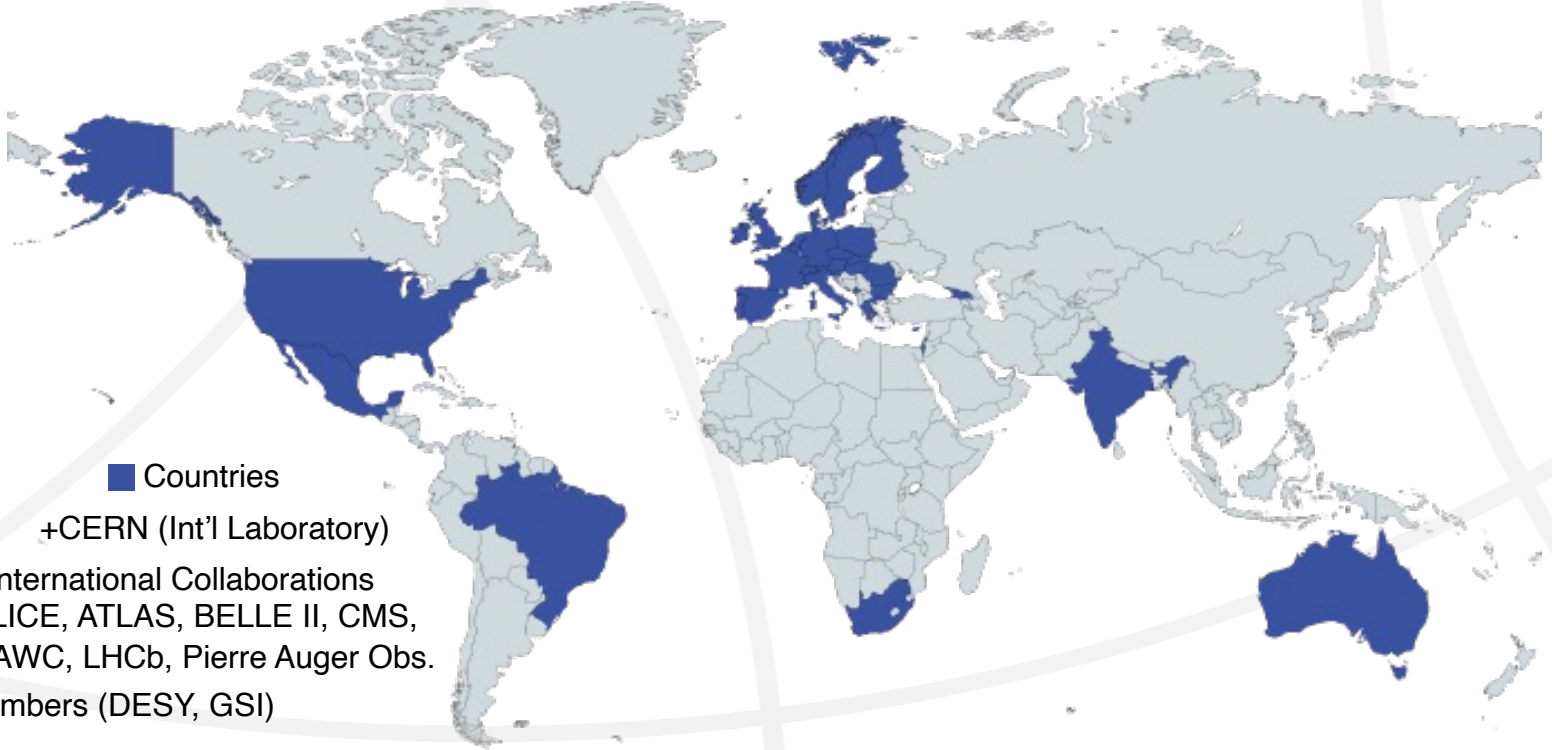 Countries
+CERN (Int’l Laboratory)
nternational Collaborations
LICE, ATLAS, BELLE II, CMS,
AWC, LHCb, Pierre Auger Obs.
mbers (DESY, GSI)